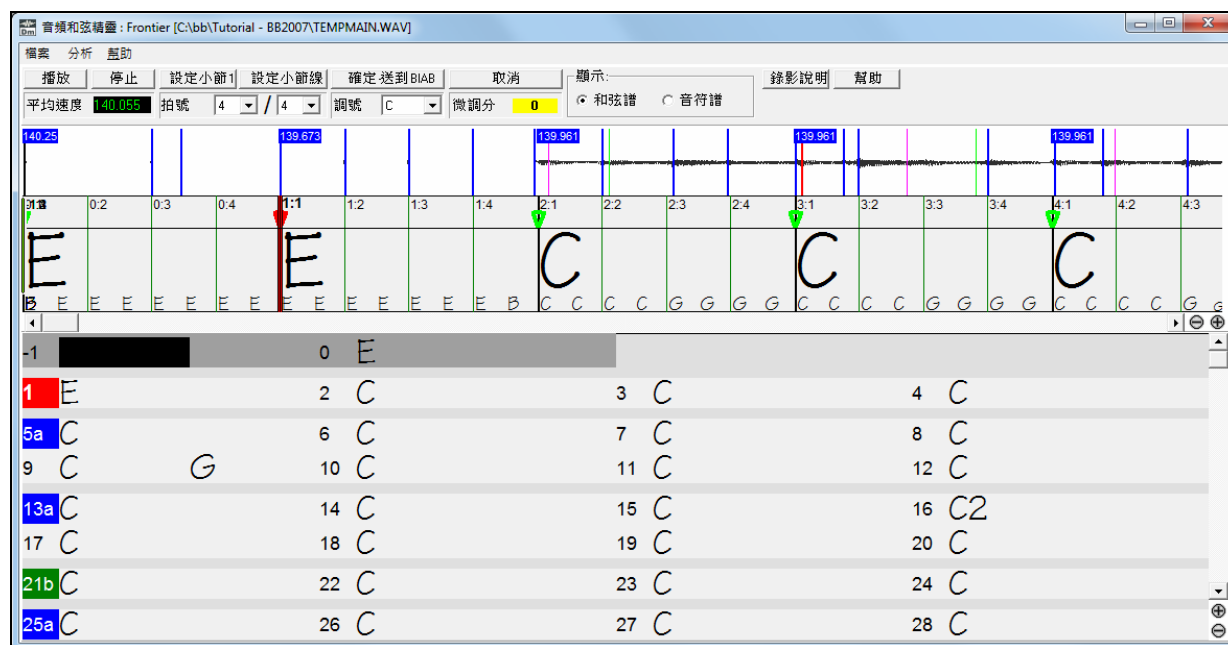 音頻和弦精靈 : Frontier [C:\bb\Tutorial - BB2007\TEMPMAIN.WAV]
檔案 分析 幫助
播放 停止 設定小節1 設定小節線 確定送到BIAB 取消 顯示: 錄影說明 幫助
平均速度 140.055 拍號 4 / 4 調號 C 微調分 0 和弦譜 音符譜
140.25 139.673 139.961 139.961 139.961
0:2 0:3 0:4 1:1 1:2 1:3 1:4 2:1 2:2 2:3 2:4 3:1 3:2 3:3 3:4 4:1 4:2 4:3
E E C C C
E E E E E E E E E E E E E E B C C C C G G G G C C C C G G G G C C C C G G
-1 0 E
1 E 2 C 3 C 4 C
5a C 6 C 7 C 8 C
9 C G 10 C 11 C 12 C
13a C 14 C 15 C 16 C2
17 C 18 C 19 C 20 C
21b C 22 C 23 C 24 C
25a C 26 C 27 C 28 C